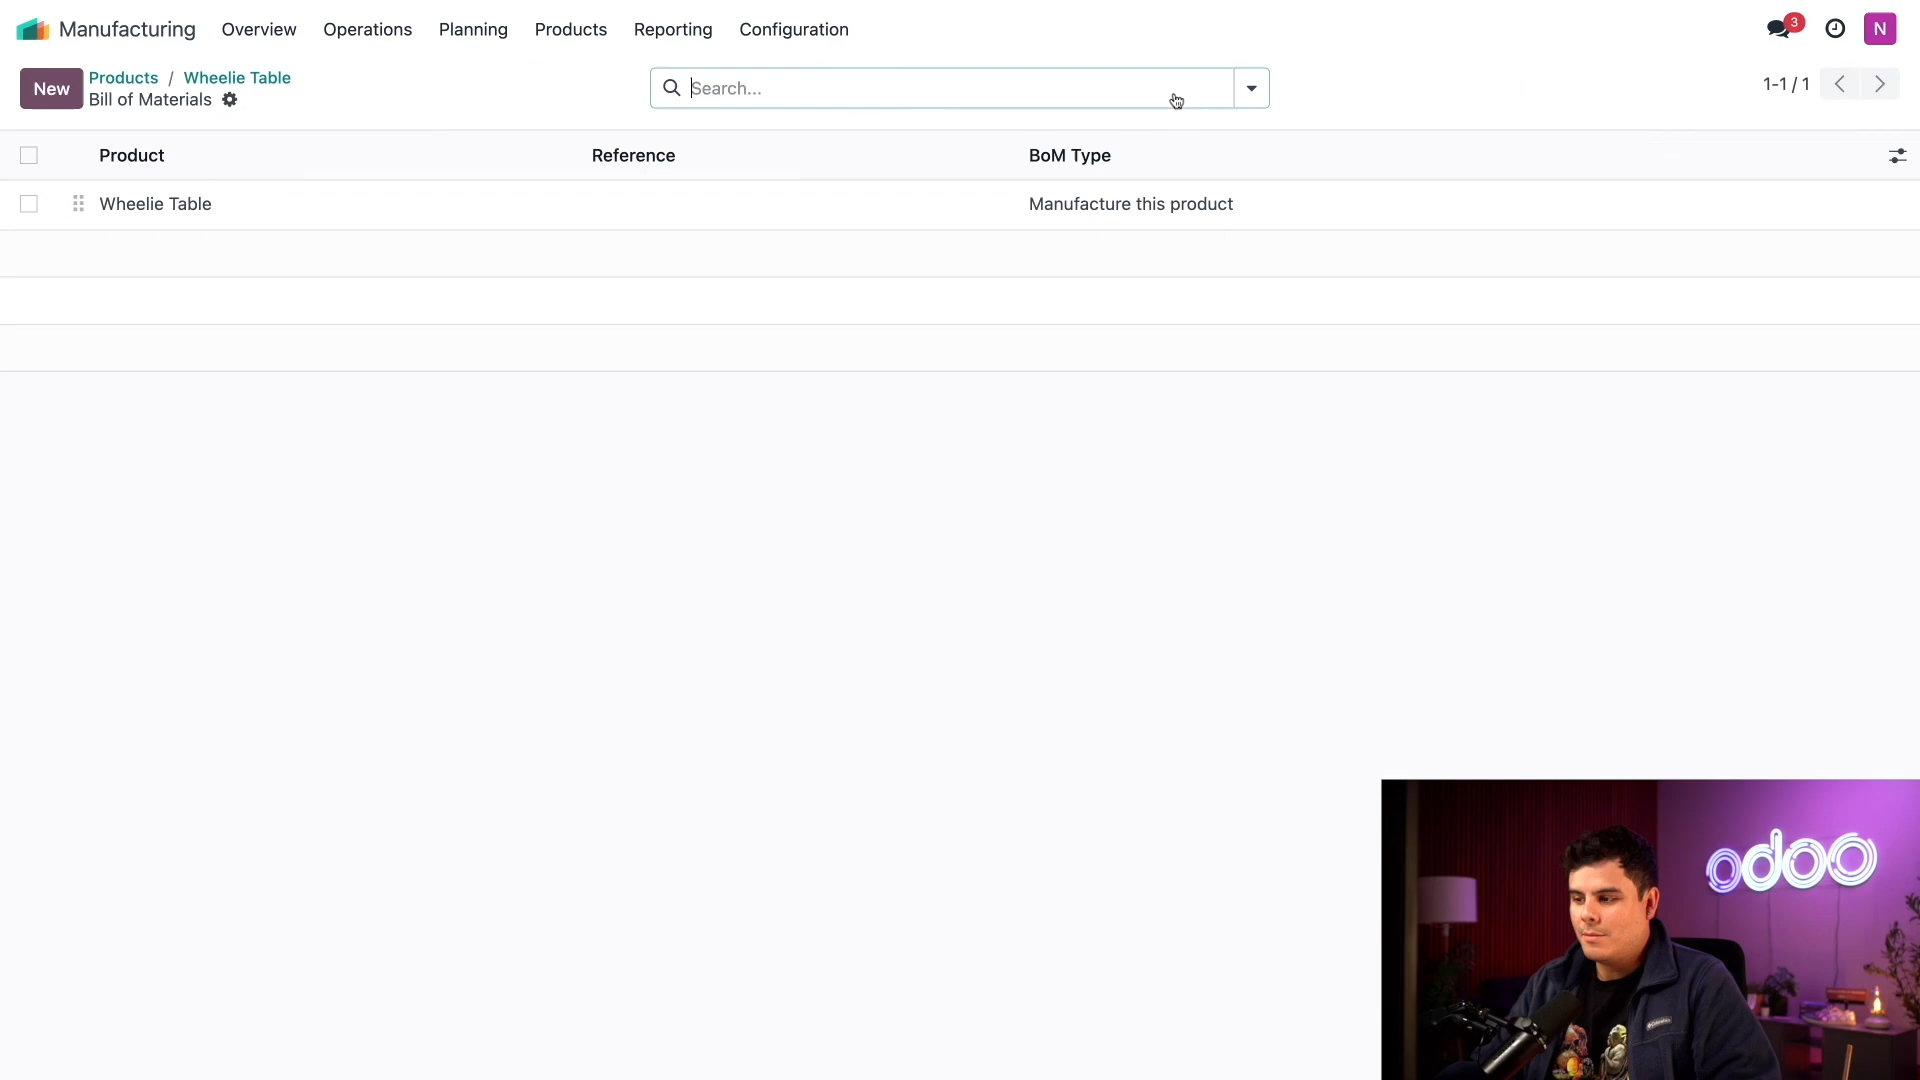 Manufacturing Overview Operations Planning Products Reporting Configuration 3 N
New Products / Wheelie Table
Bill of Materials
Search...
1-1 / 1
Product Reference BoM Type
Wheelie Table Manufacture this product
odoo
Columbia